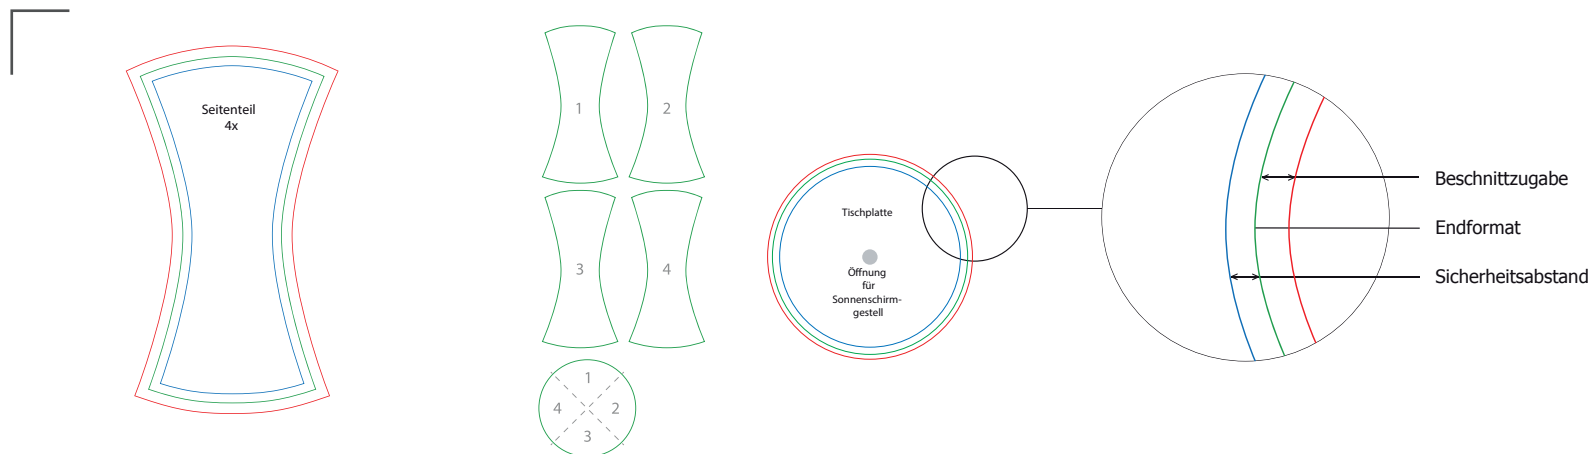 Seitenteil
4x
1
2
3
4
1
4
2
3
Tischplatte
Öffnung
für
Sonnenschirm-
gestell
Beschnittzugabe
Endformat
Sicherheitsabstand